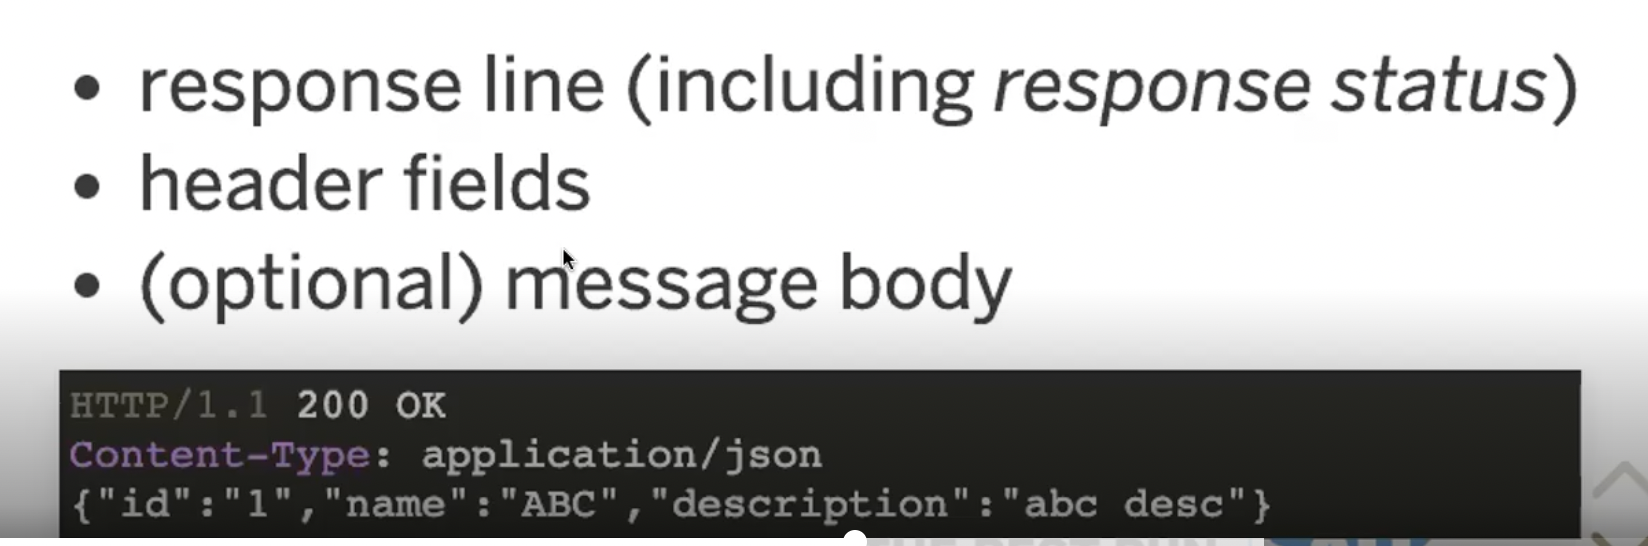 • response line (including response status)
• header fields
• (optional) message body
HTTP/1.1 200 OK
Content-Type: application/json
{"id":"1","name":"ABC","description":"abc desc"}